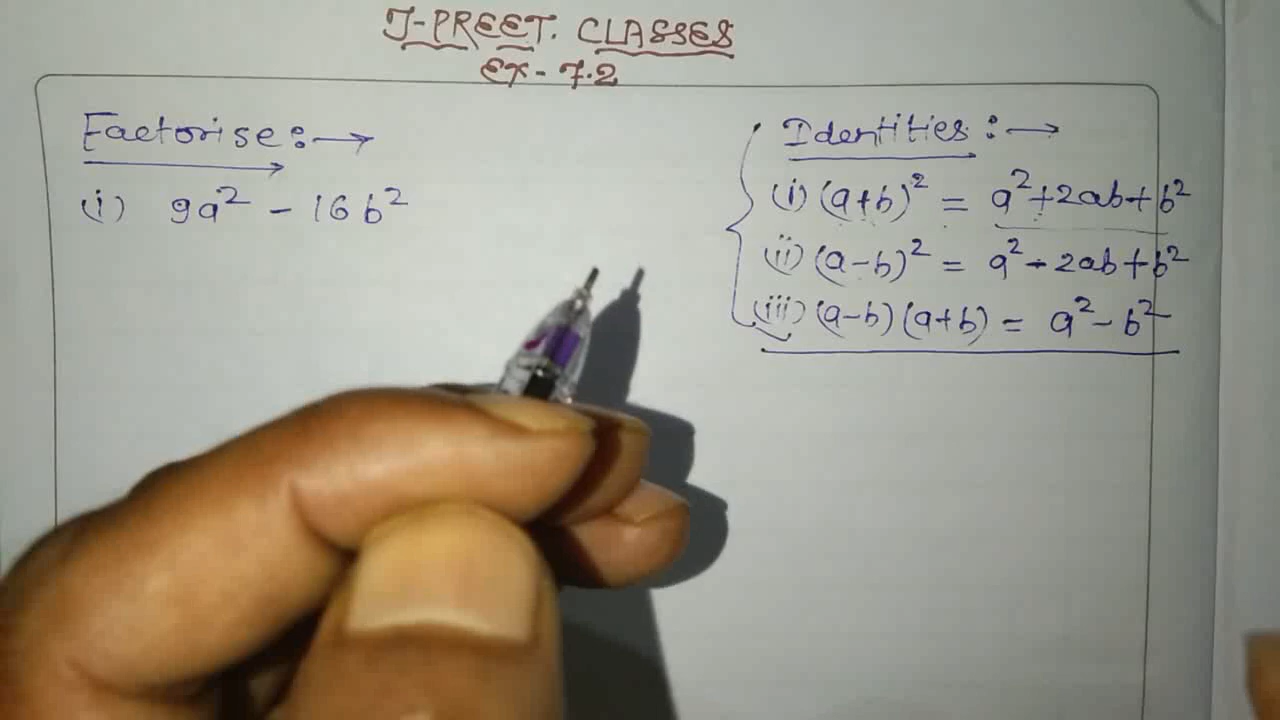 J-PREET. CLASSES
EX- 7.2
Factorise :→
(i) 9a² - 16b²
Identities :→
(i) (a+b)² = a²+2ab+b²
(ii) (a-b)² = a²-2ab+b²
(iii) (a-b)(a+b) = a²-b²